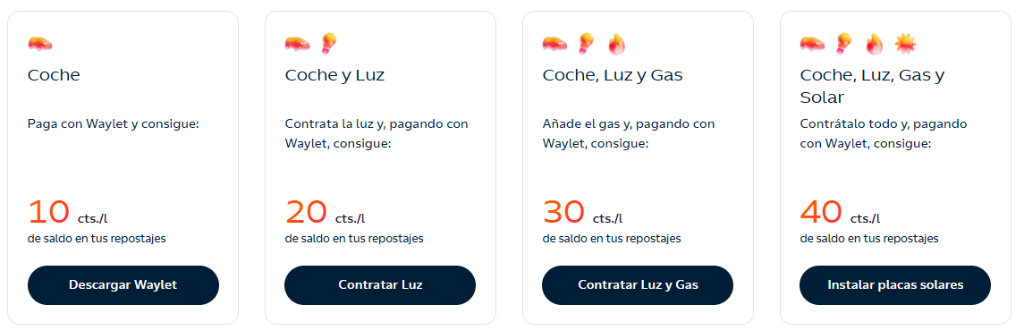 Coche
Paga con Waylet y consigue:
10 cts./l
de saldo en tus repostajes
Descargar Waylet
Coche y Luz
Contrata la luz y, pagando con
Waylet, consigue:
20 cts./l
de saldo en tus repostajes
Contratar Luz
Coche, Luz y Gas
Añade el gas y, pagando con
Waylet, consigue:
30 cts./l
de saldo en tus repostajes
Contratar Luz y Gas
Coche, Luz, Gas y
Solar
Contrátalo todo y, pagando
con Waylet, consigue:
40 cts./l
de saldo en tus repostajes
Instalar placas solares